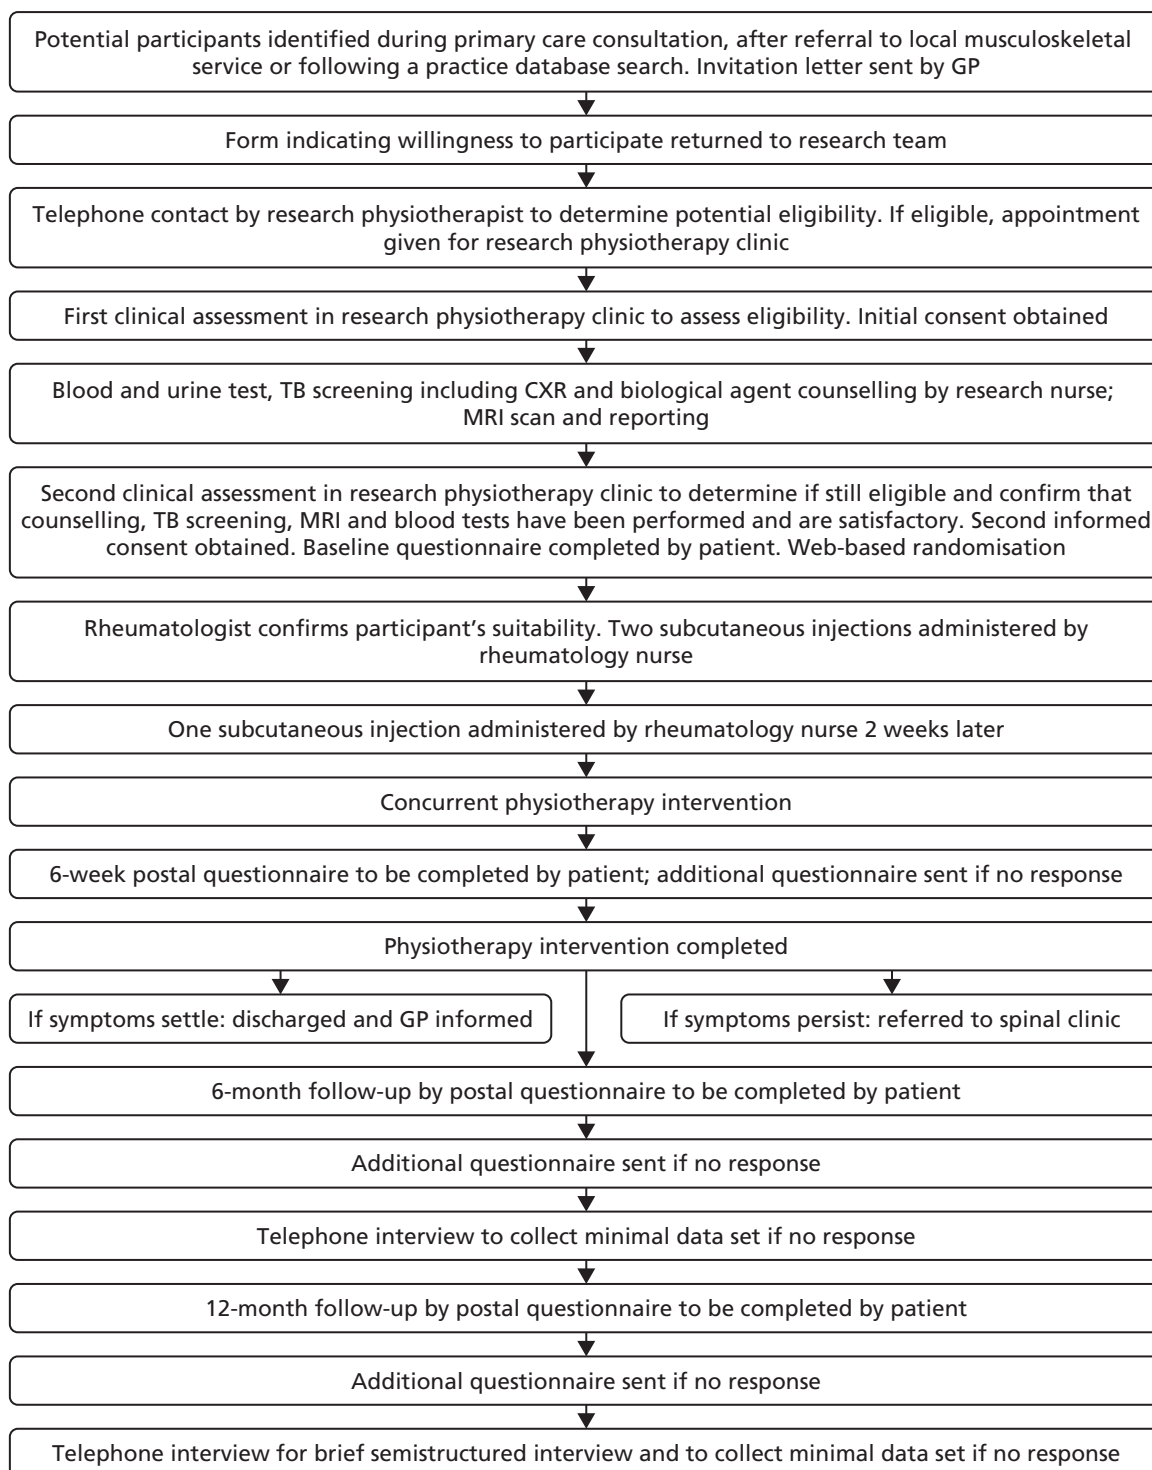 Potential participants identified during primary care consultation, after referral to local musculoskeletal
service or following a practice database search. Invitation letter sent by GP
Form indicating willingness to participate returned to research team
Telephone contact by research physiotherapist to determine potential eligibility. If eligible, appointment
given for research physiotherapy clinic
First clinical assessment in research physiotherapy clinic to assess eligibility. Initial consent obtained
Blood and urine test, TB screening including CXR and biological agent counselling by research nurse;
MRI scan and reporting
Second clinical assessment in research physiotherapy clinic to determine if still eligible and confirm that
counselling, TB screening, MRI and blood tests have been performed and are satisfactory. Second informed
consent obtained. Baseline questionnaire completed by patient. Web-based randomisation
Rheumatologist confirms participant's suitability. Two subcutaneous injections administered by
rheumatology nurse
One subcutaneous injection administered by rheumatology nurse 2 weeks later
Concurrent physiotherapy intervention
6-week postal questionnaire to be completed by patient; additional questionnaire sent if no response
Physiotherapy intervention completed
If symptoms settle: discharged and GP informed
If symptoms persist: referred to spinal clinic
6-month follow-up by postal questionnaire to be completed by patient
Additional questionnaire sent if no response
Telephone interview to collect minimal data set if no response
12-month follow-up by postal questionnaire to be completed by patient
Additional questionnaire sent if no response
Telephone interview for brief semistructured interview and to collect minimal data set if no response